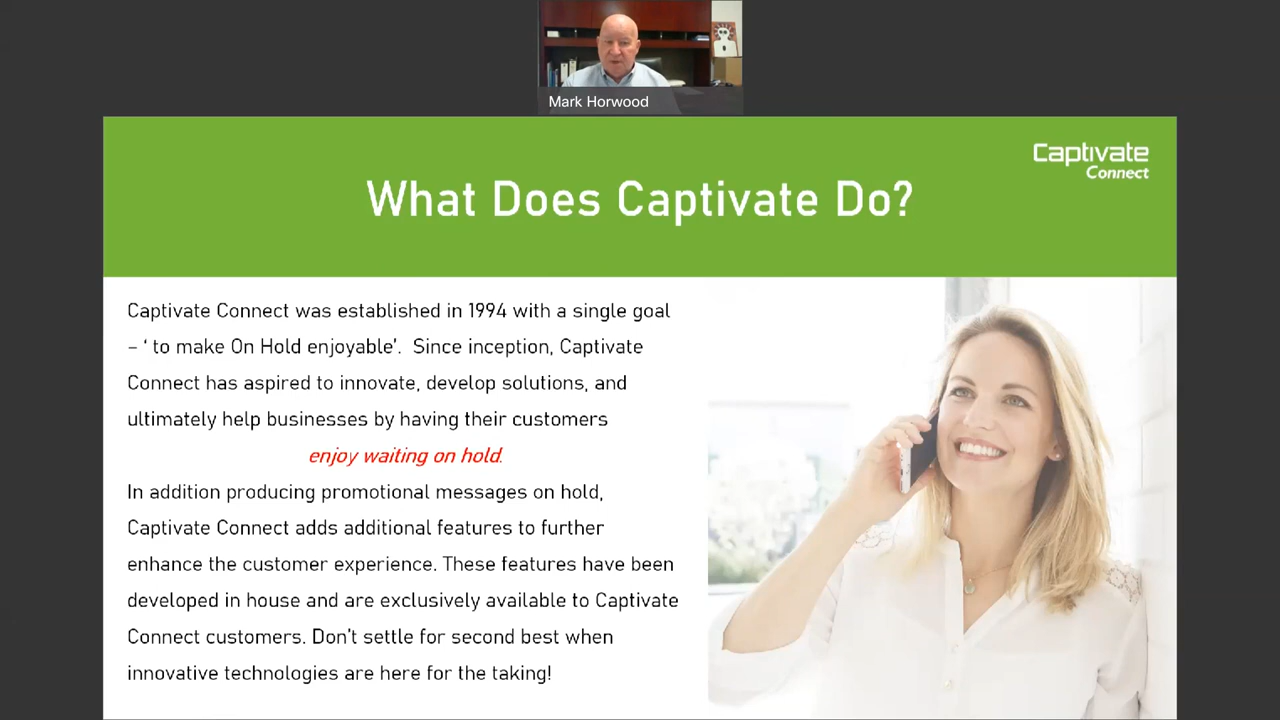 Mark Horwood
Captivate
Connect
What Does Captivate Do?
Captivate Connect was established in 1994 with a single goal
– ‘ to make On Hold enjoyable’.  Since inception, Captivate
Connect has aspired to innovate, develop solutions, and
ultimately help businesses by having their customers
enjoy waiting on hold.
In addition producing promotional messages on hold,
Captivate Connect adds additional features to further
enhance the customer experience. These features have been
developed in house and are exclusively available to Captivate
Connect customers. Don’t settle for second best when
innovative technologies are here for the taking!